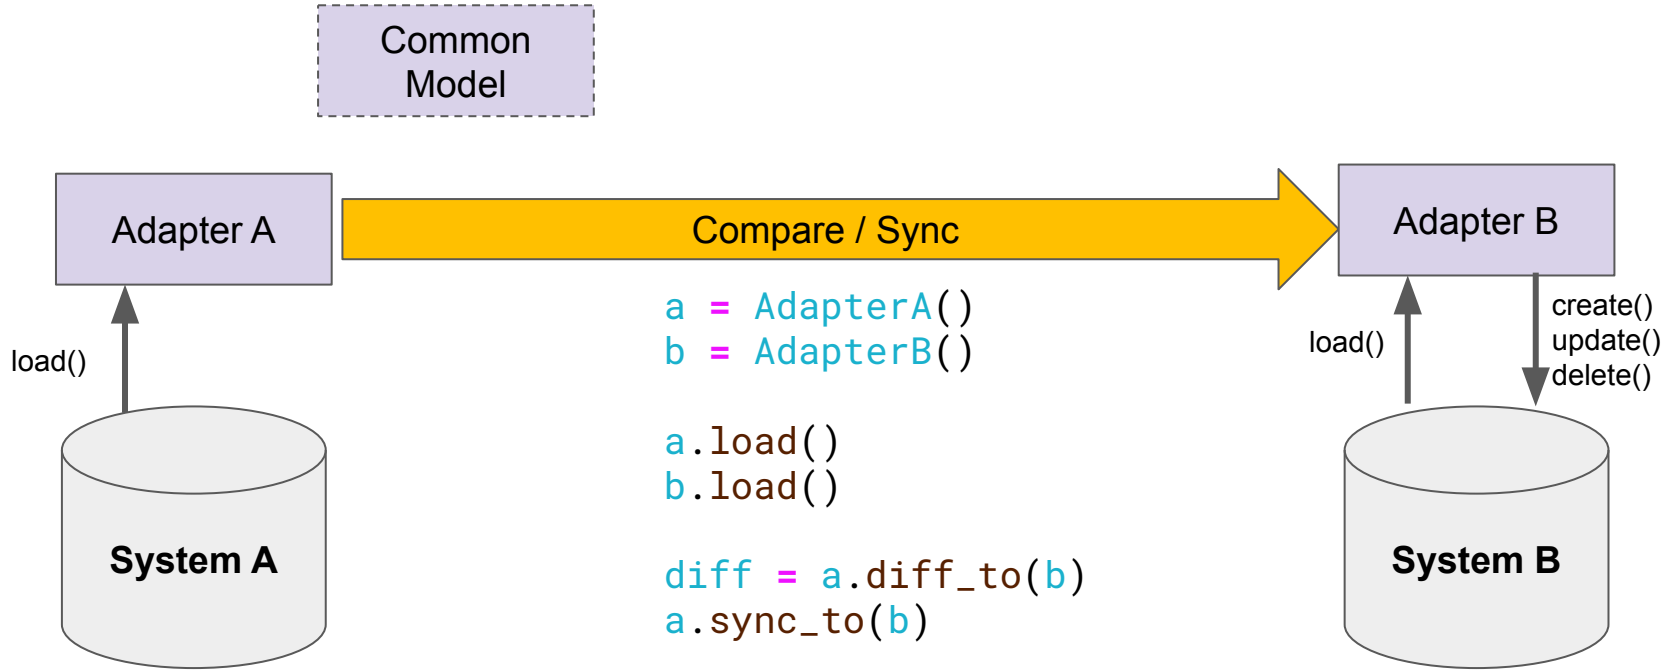 Common
Model
Adapter A
Compare / Sync
Adapter B
load()
a = AdapterA()
b = AdapterB()
a.load()
b.load()
diff = a.diff_to(b)
a.sync_to(b)
load()
create()
update()
delete()
System A
System B